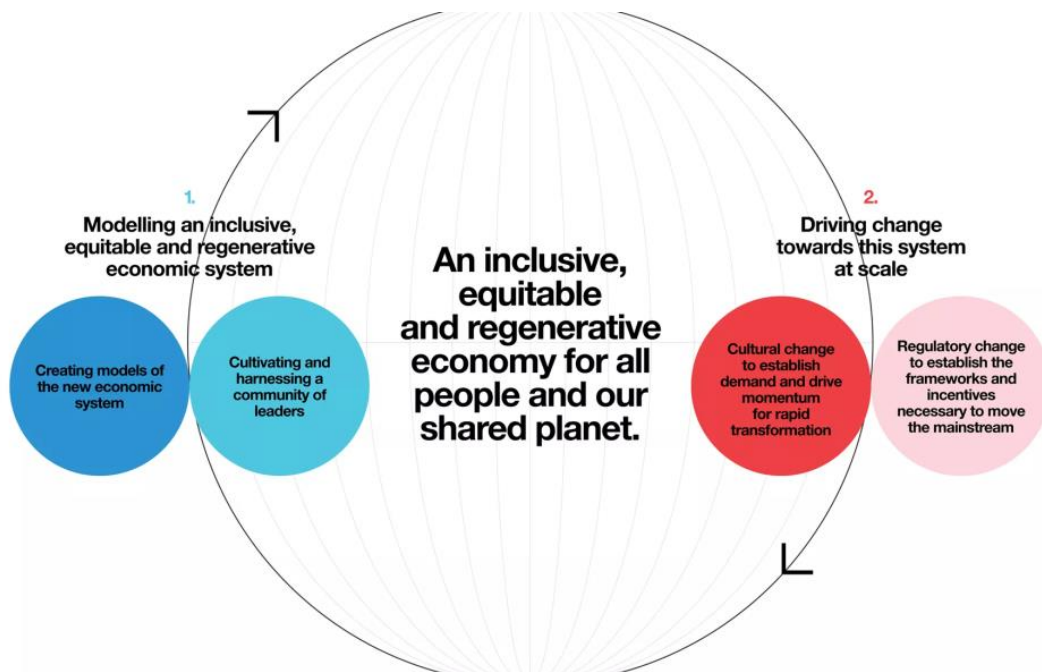 1.
Modelling an inclusive,
equitable and regenerative
economic system
Creating models of
the new economic
system
Cultivating and
harnessing a
community of
leaders
An inclusive,
equitable
and regenerative
economy for all
people and our
shared planet.
2.
Driving change
towards this system
at scale
Cultural change
to establish
demand and drive
momentum
for rapid
transformation
Regulatory change
to establish the
frameworks and
incentives
necessary to move
the mainstream